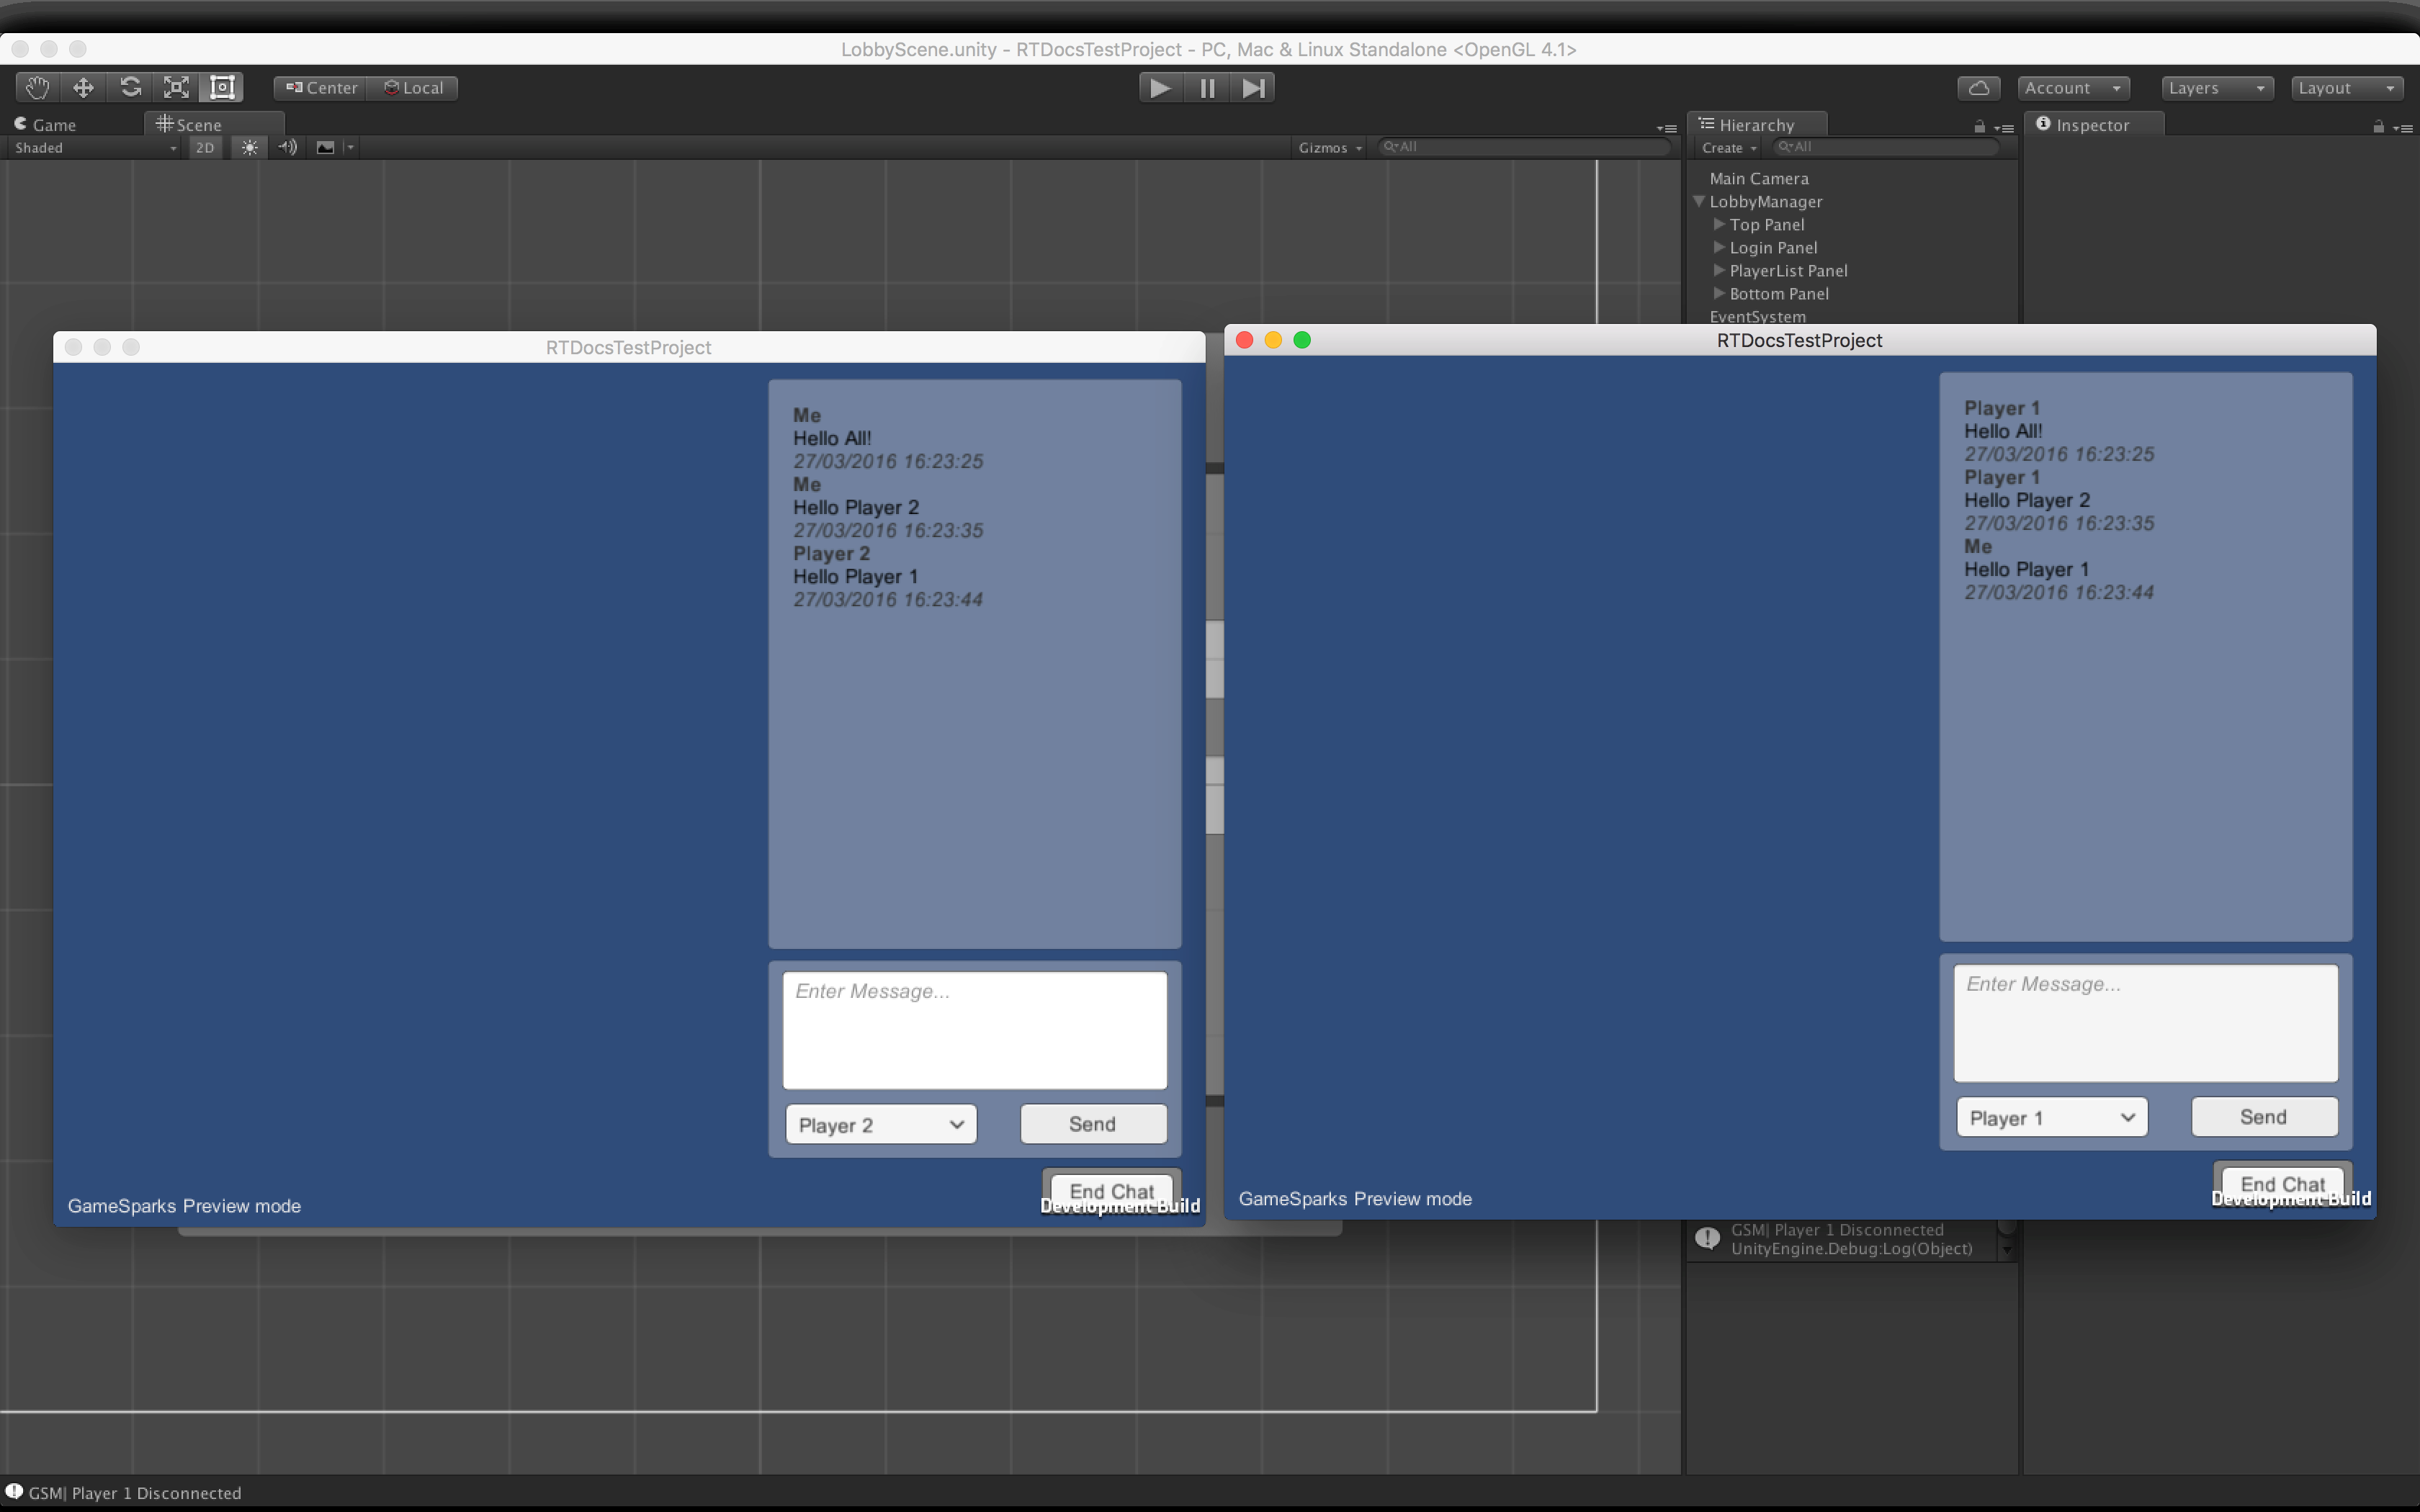 LobbyScene.unity - RTDocsTestProject - PC, Mac & Linux Standalone <OpenGL 4.1>
Center Local Account Layers Layout
Game Scene Hierarchy Inspector
Shaded 2D Gizmos All Create All
Main Camera
LobbyManager
Top Panel
Login Panel
PlayerList Panel
Bottom Panel
EventSystem
RTDocsTestProject
Me
Hello All!
27/03/2016 16:23:25
Me
Hello Player 2
27/03/2016 16:23:35
Player 2
Hello Player 1
27/03/2016 16:23:44
Enter Message...
Player 2 Send
End Chat
GameSparks Preview mode Development Build
RTDocsTestProject
Player 1
Hello All!
27/03/2016 16:23:25
Player 1
Hello Player 2
27/03/2016 16:23:35
Me
Hello Player 1
27/03/2016 16:23:44
Enter Message...
Player 1 Send
End Chat
GameSparks Preview mode Development Build
GSM| Player 1 Disconnected
UnityEngine.Debug:Log(Object)
GSM| Player 1 Disconnected